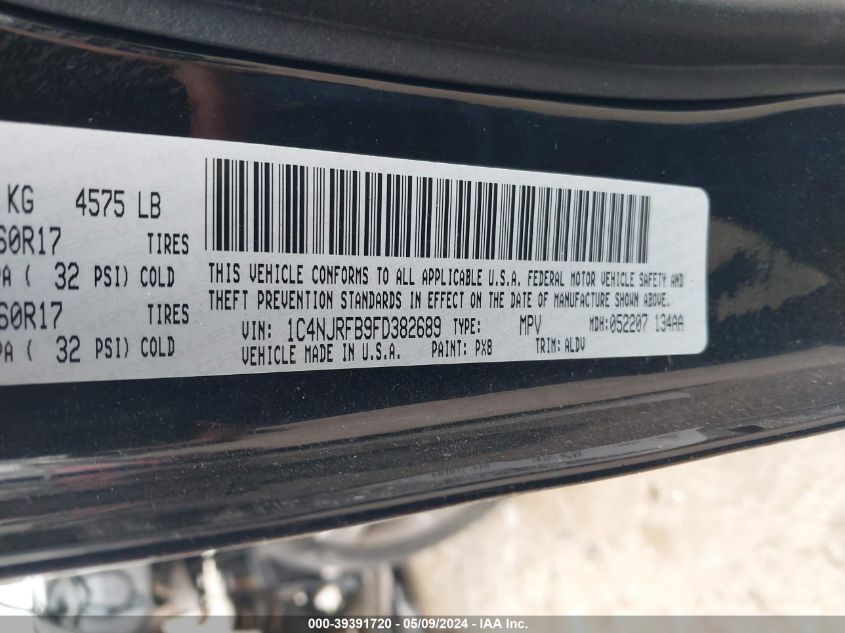 KG 4575 LB
60R17 TIRES
PA ( 32 PSI) COLD
60R17
PA ( 32 PSI) COLD
THIS VEHICLE CONFORMS TO ALL APPLICABLE U.S.A. FEDERAL MOTOR VEHICLE SAFETY AND
THEFT PREVENTION STANDARDS IN EFFECT ON THE DATE OF MANUFACTURE SHOWN ABOVE.
VIN: 1C4NJRFB9FD382689 TYPE: MPV MDH:052207 134AA
VEHICLE MADE IN U.S.A. PAINT: PX8 TRIM: ALDV
TIRES
000-39391720 — 05/09/2024 — IAA Inc.